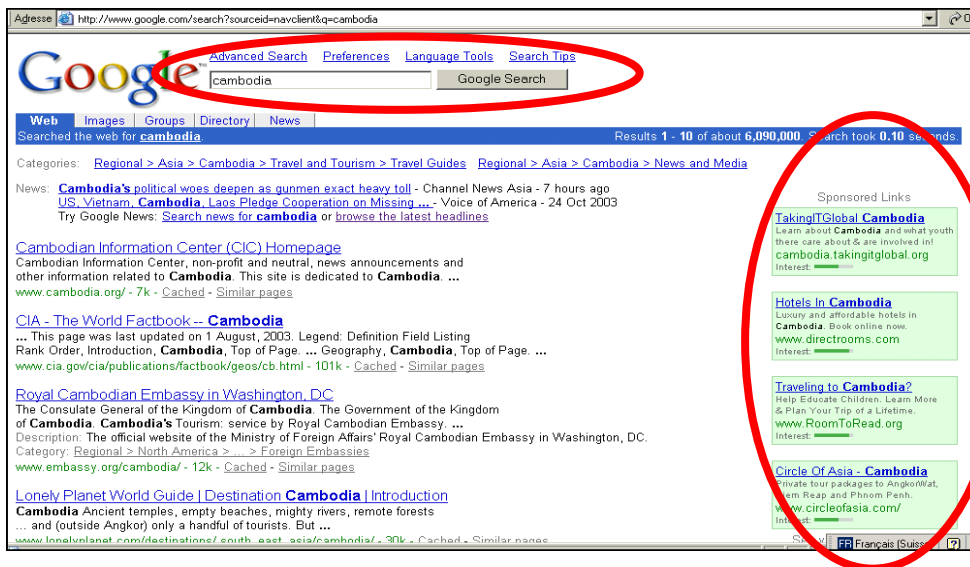 Adresse http://www.google.com/search?sourceid=navclient&q=cambodia
Google™
Advanced Search Preferences Language Tools Search Tips
cambodia Google Search
Web Images Groups Directory News
Searched the web for cambodia. Results 1 - 10 of about 6,090,000. Search took 0.10 seconds.
Categories: Regional > Asia > Cambodia > Travel and Tourism > Travel Guides Regional > Asia > Cambodia > News and Media
News: Cambodia's political woes deepen as gunmen exact heavy toll - Channel News Asia - 7 hours ago
US, Vietnam, Cambodia, Laos Pledge Cooperation on Missing ... - Voice of America - 24 Oct 2003
Try Google News: Search news for cambodia or browse the latest headlines
Cambodian Information Center (CIC) Homepage
Cambodian Information Center, non-profit and neutral, news announcements and
other information related to Cambodia. This site is dedicated to Cambodia. ...
www.cambodia.org/ - 7k - Cached - Similar pages
CIA - The World Factbook -- Cambodia
... This page was last updated on 1 August, 2003. Legend: Definition Field Listing
Rank Order, Introduction, Cambodia, Top of Page. ... Geography, Cambodia, Top of Page. ...
www.cia.gov/cia/publications/factbook/geos/cb.html - 101k - Cached - Similar pages
Royal Cambodian Embassy in Washington, DC
The Consulate General of the Kingdom of Cambodia. The Government of the Kingdom
of Cambodia. Cambodia's Tourism: service by Royal Cambodian Embassy. ...
Description: The official website of the Ministry of Foreign Affairs' Royal Cambodian Embassy in Washington, DC.
Category: Regional > North America > ... > Foreign Embassies
www.embassy.org/cambodia/ - 12k - Cached - Similar pages
Lonely Planet World Guide | Destination Cambodia | Introduction
Cambodia Ancient temples, empty beaches, mighty rivers, remote forests
... and (outside Angkor) only a handful of tourists. But ...
www.lonelyplanet.com/destinations/south_east_asia/cambodia/ - 30k - Cached - Similar pages
Sponsored Links
TakingITGlobal Cambodia
Learn about Cambodia and what youth
there care about & are involved in!
cambodia.takingitglobal.org
Interest:
Hotels In Cambodia
Luxury and affordable hotels in
Cambodia. Book online now.
www.directrooms.com
Interest:
Traveling to Cambodia?
Help Educate Children. Learn More
& Plan Your Trip of a Lifetime.
www.RoomToRead.org
Interest:
Circle Of Asia - Cambodia
Private tour packages to AngkorWat,
Siem Reap and Phnom Penh.
www.circleofasia.com/
Interest:
FR Français (Suisse) ?